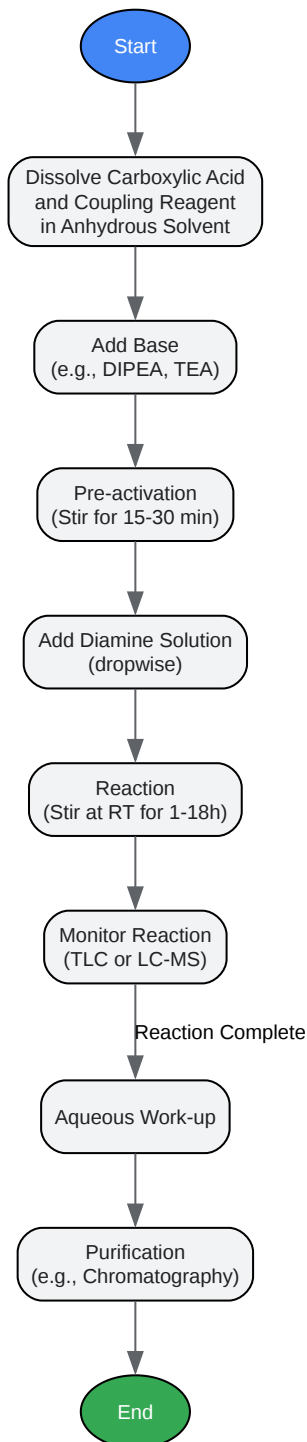 Start
Dissolve Carboxylic Acid
and Coupling Reagent
in Anhydrous Solvent
Add Base
(e.g., DIPEA, TEA)
Pre-activation
(Stir for 15-30 min)
Add Diamine Solution
(dropwise)
Reaction
(Stir at RT for 1-18h)
Monitor Reaction
(TLC or LC-MS)
Reaction Complete
Aqueous Work-up
Purification
(e.g., Chromatography)
End